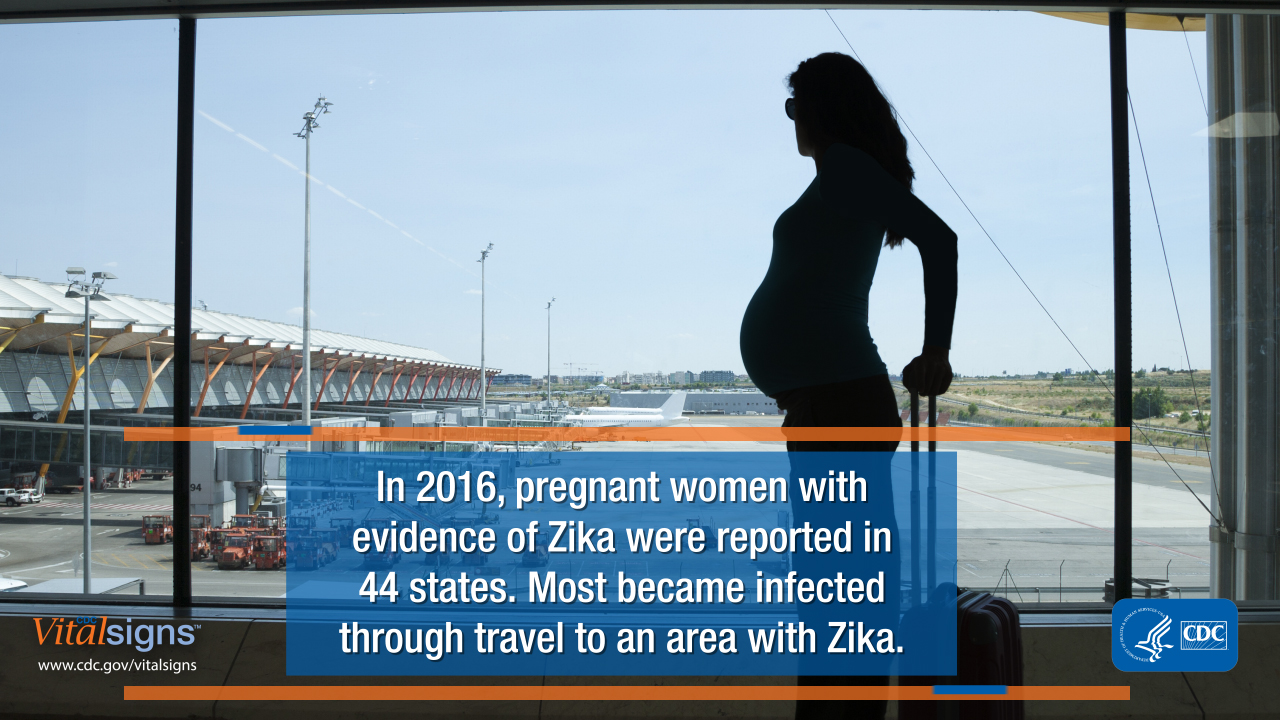 94
In 2016, pregnant women with
evidence of Zika were reported in
44 states. Most became infected
through travel to an area with Zika.
CDC
Vitalsigns™
www.cdc.gov/vitalsigns
CDC